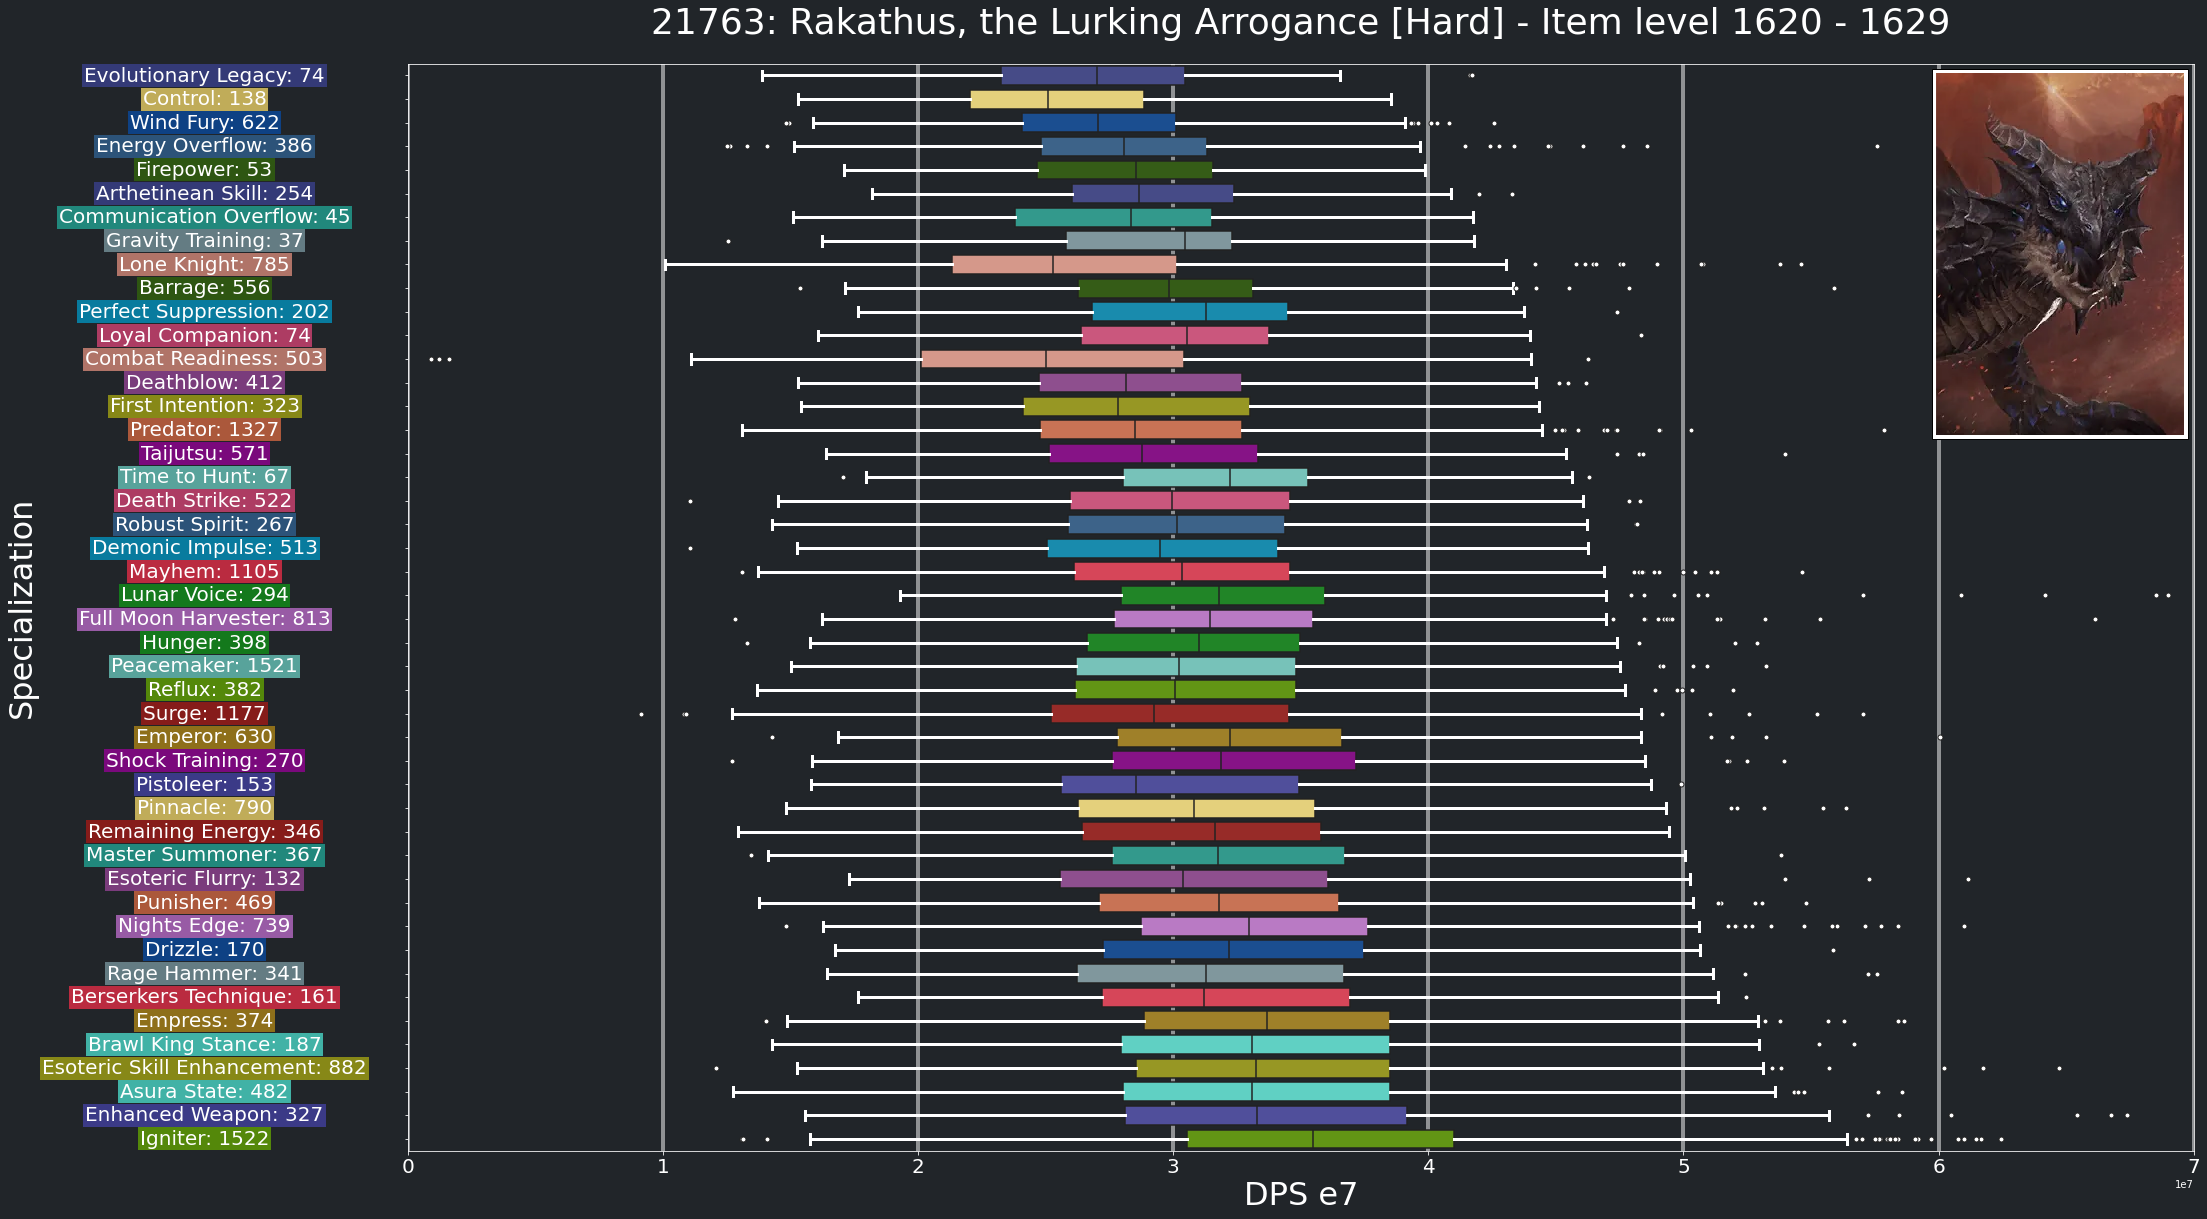 21763: Rakathus, the Lurking Arrogance [Hard] - Item level 1620 - 1629
Specialization
Evolutionary Legacy: 74
Control: 138
Wind Fury: 622
Energy Overflow: 386
Firepower: 53
Arthetinean Skill: 254
Communication Overflow: 45
Gravity Training: 37
Lone Knight: 785
Barrage: 556
Perfect Suppression: 202
Loyal Companion: 74
Combat Readiness: 503
Deathblow: 412
First Intention: 323
Predator: 1327
Taijutsu: 571
Time to Hunt: 67
Death Strike: 522
Robust Spirit: 267
Demonic Impulse: 513
Mayhem: 1105
Lunar Voice: 294
Full Moon Harvester: 813
Hunger: 398
Peacemaker: 1521
Reflux: 382
Surge: 1177
Emperor: 630
Shock Training: 270
Pistoleer: 153
Pinnacle: 790
Remaining Energy: 346
Master Summoner: 367
Esoteric Flurry: 132
Punisher: 469
Nights Edge: 739
Drizzle: 170
Rage Hammer: 341
Berserkers Technique: 161
Empress: 374
Brawl King Stance: 187
Esoteric Skill Enhancement: 882
Asura State: 482
Enhanced Weapon: 327
Igniter: 1522
0 1 2 3 4 5 6 7
DPS e7
1e7